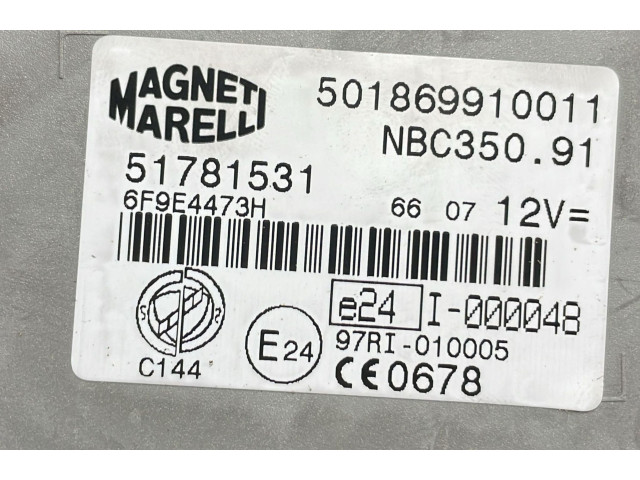 MAGNETI
MARELLI
501869910011
NBC350.91
51781531
6F9E4473H
66 07 12V=
e24 I-000048
97RI-010005
E24
C144
CE0678